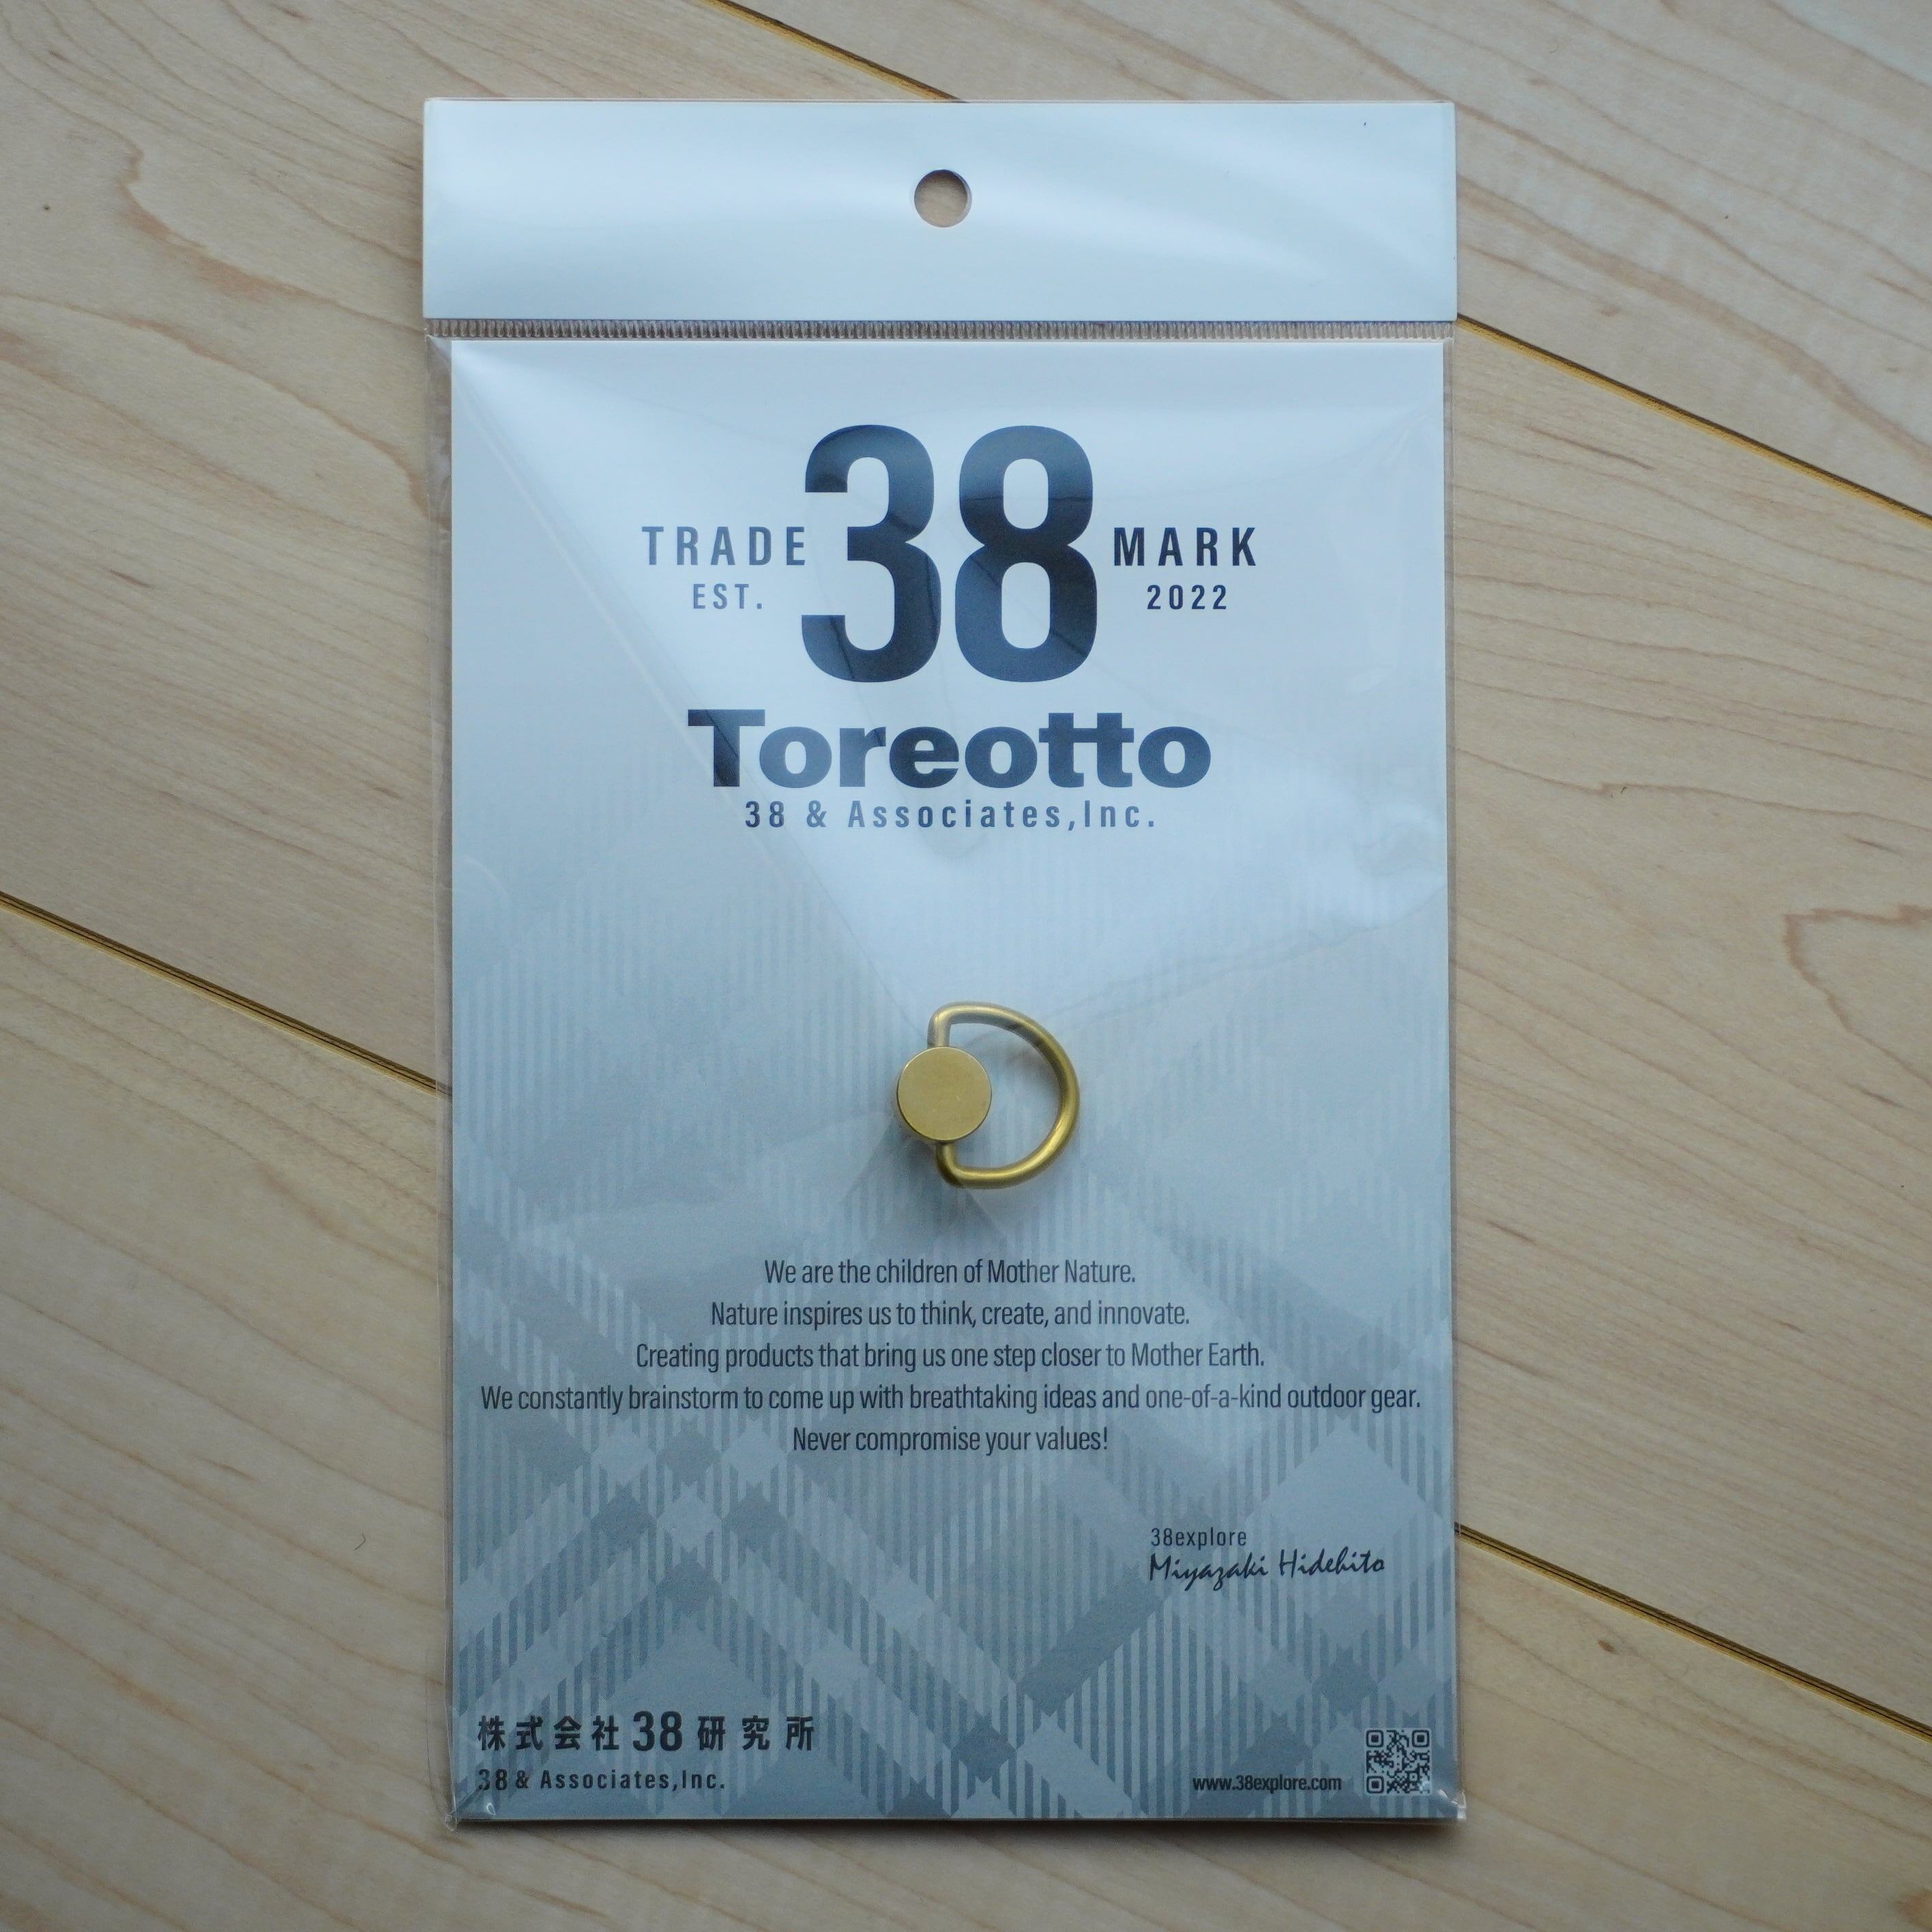 TRADE 38 MARK
EST. 2022
Toreotto
38 & Associates,Inc.
We are the children of Mother Nature.
Nature inspires us to think, create, and innovate.
Creating products that bring us one step closer to Mother Earth.
We constantly brainstorm to come up with breathtaking ideas and one-of-a-kind outdoor gear.
Never compromise your values!
38explore
Miyazaki Hidehito
株式会社38研究所
38 & Associates,Inc.
www.38explore.com